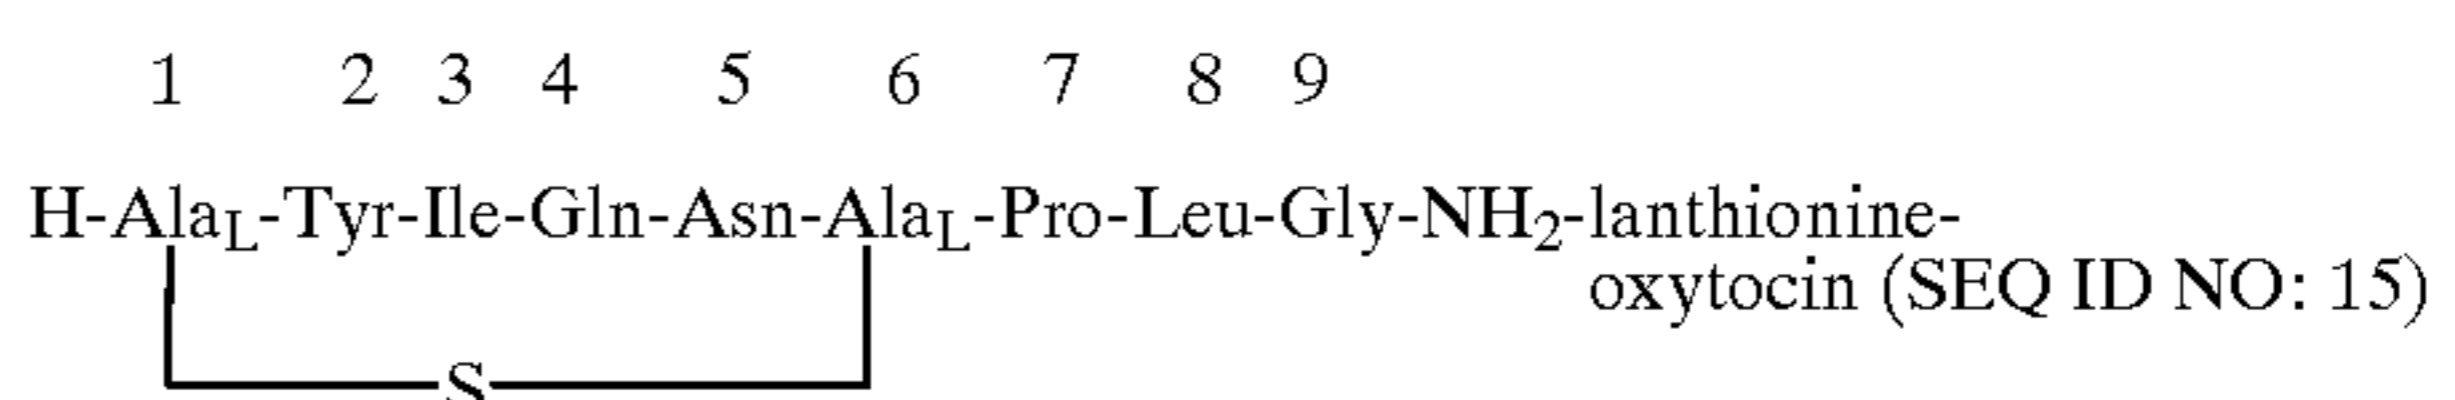 1 2 3 4 5 6 7 8 9
H-AlaL-Tyr-Ile-Gln-Asn-AlaL-Pro-Leu-Gly-NH2-lanthionine-
oxytocin (SEQ ID NO: 15)
S